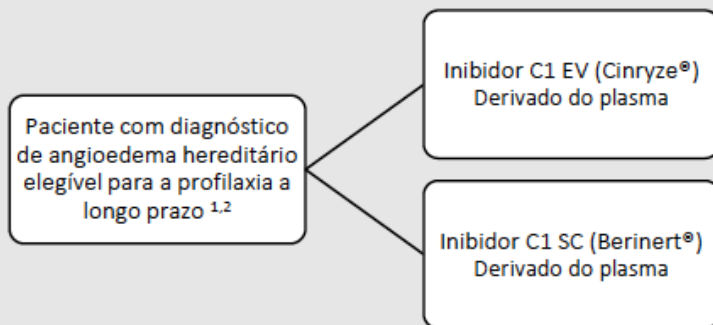 Paciente com diagnóstico
de angioedema hereditário
elegível para a profilaxia a
longo prazo ¹,²
Inibidor C1 EV (Cinryze®)
Derivado do plasma
Inibidor C1 SC (Berinert®)
Derivado do plasma